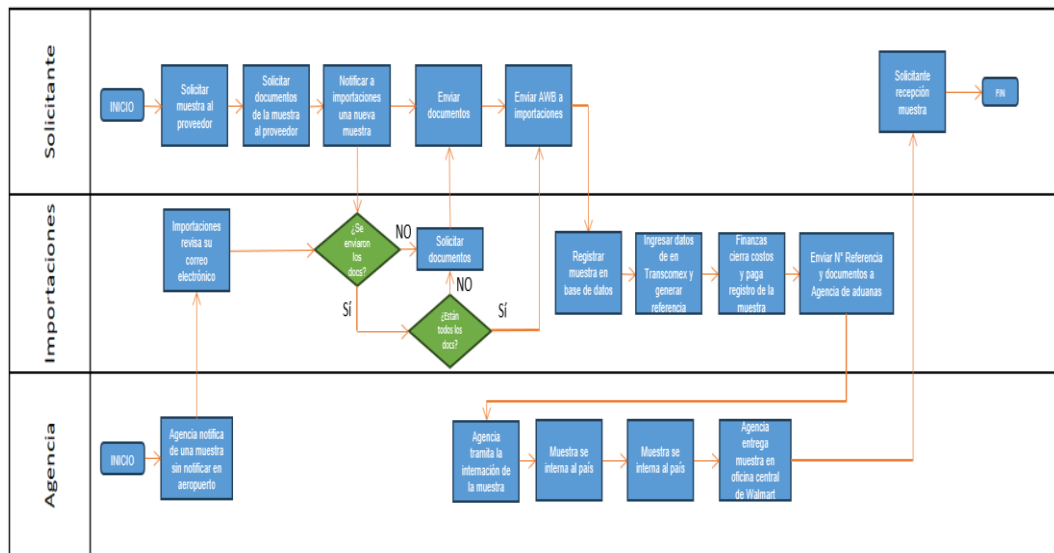 Solicitante
INICIO
Solicitar
muestra al
proveedor
Solicitar
documentos
de la muestra
al proveedor
Notificar a
importaciones
una nueva
muestra
Enviar
documentos
Enviar AWB a
importaciones
Solicitante
recepción
muestra
FIN
Importaciones
Importaciones
revisa su
correo
electrónico
¿Se
enviaron
los
docs?
NO
Solicitar
documentos
Sí
NO
¿Están
todos los
docs?
Sí
Registrar
muestra en
base de datos
Ingresar datos
de en
Transcomex y
generar
referencia
Finanzas
cierra costos
y paga
registro de la
muestra
Enviar N° Referencia
y documentos a
Agencia de aduanas
Agencia
INICIO
Agencia notifica
de una muestra
sin notificar en
aeropuerto
Agencia
tramita la
internación de
la muestra
Muestra se
interna al país
Muestra se
interna al país
Agencia
entrega
muestra en
oficina central
de Walmart